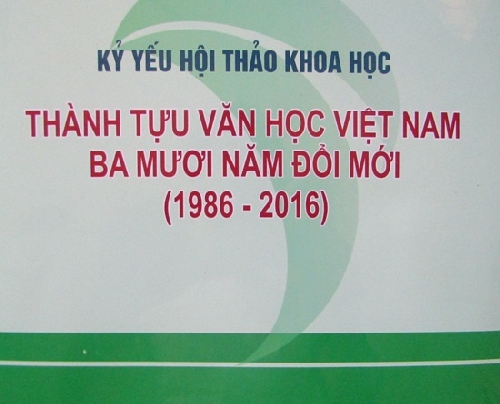 KỶ YẾU HỘI THẢO KHOA HỌC
THÀNH TỰU VĂN HỌC VIỆT NAM
BA MƯƠI NĂM ĐỔI MỚI
(1986 - 2016)